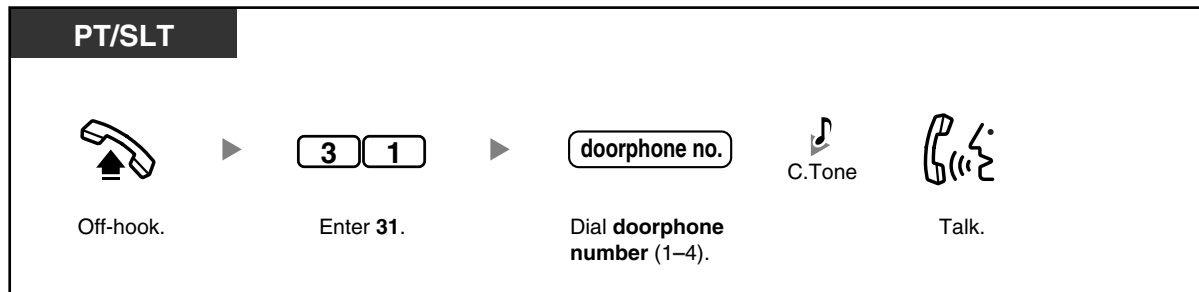 PT/SLT
3 1
doorphone no.
C.Tone
Off-hook.
Enter 31.
Dial doorphone
number (1–4).
Talk.